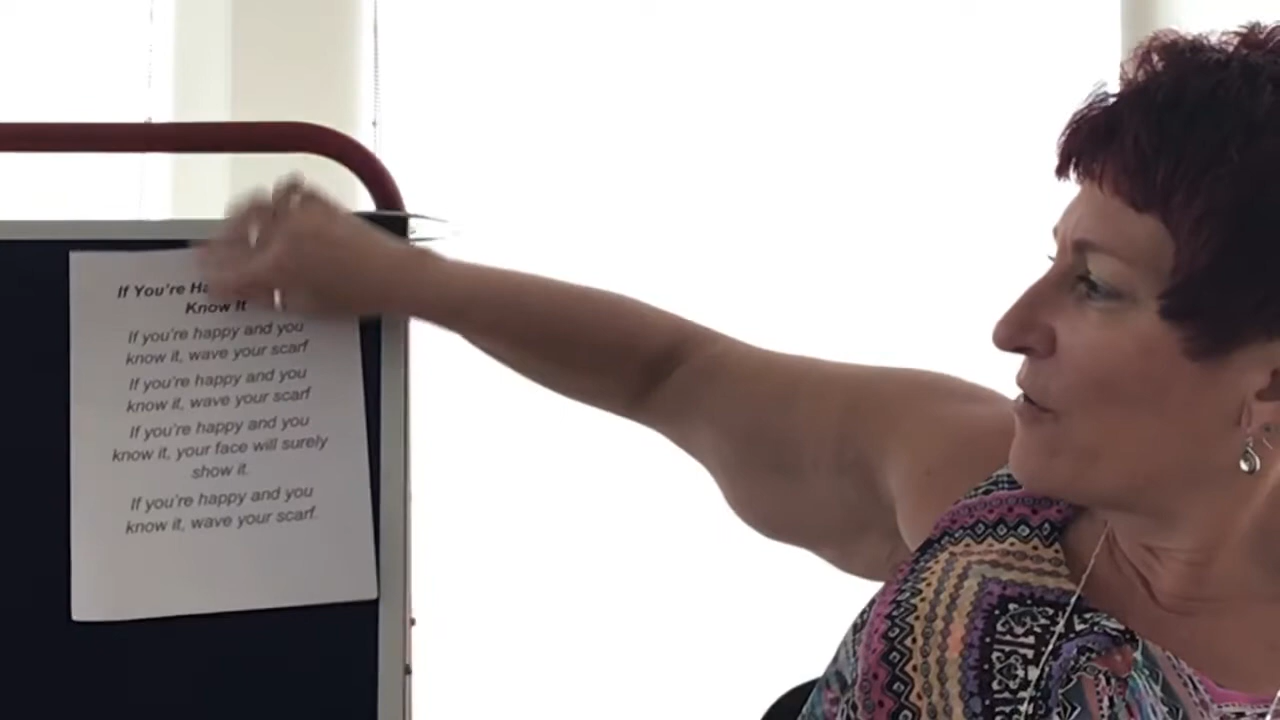 If You're Ha
Know It
If you're happy and you
know it, wave your scarf
If you're happy and you
know it, wave your scarf
If you're happy and you
know it, your face will surely
show it.
If you're happy and you
know it, wave your scarf.